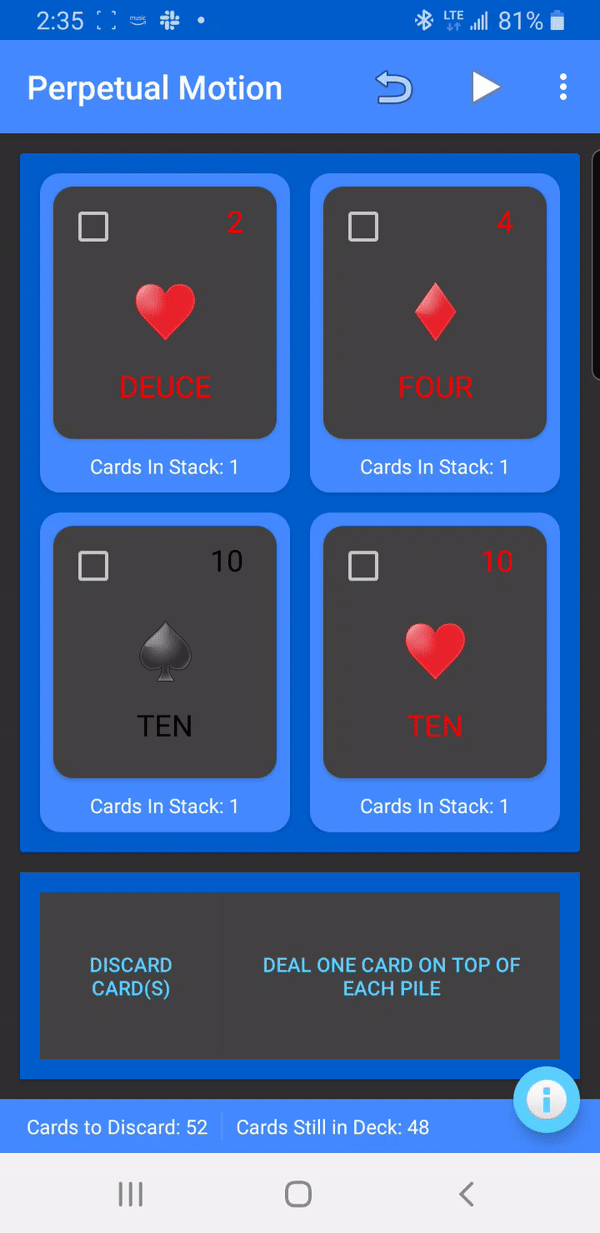 2:35 music LTE 81%
Perpetual Motion
2 4
DEUCE FOUR
Cards In Stack: 1 Cards In Stack: 1
10 10
TEN TEN
Cards In Stack: 1 Cards In Stack: 1
DISCARD
CARD(S)
DEAL ONE CARD ON TOP OF
EACH PILE
i
Cards to Discard: 52 Cards Still in Deck: 48